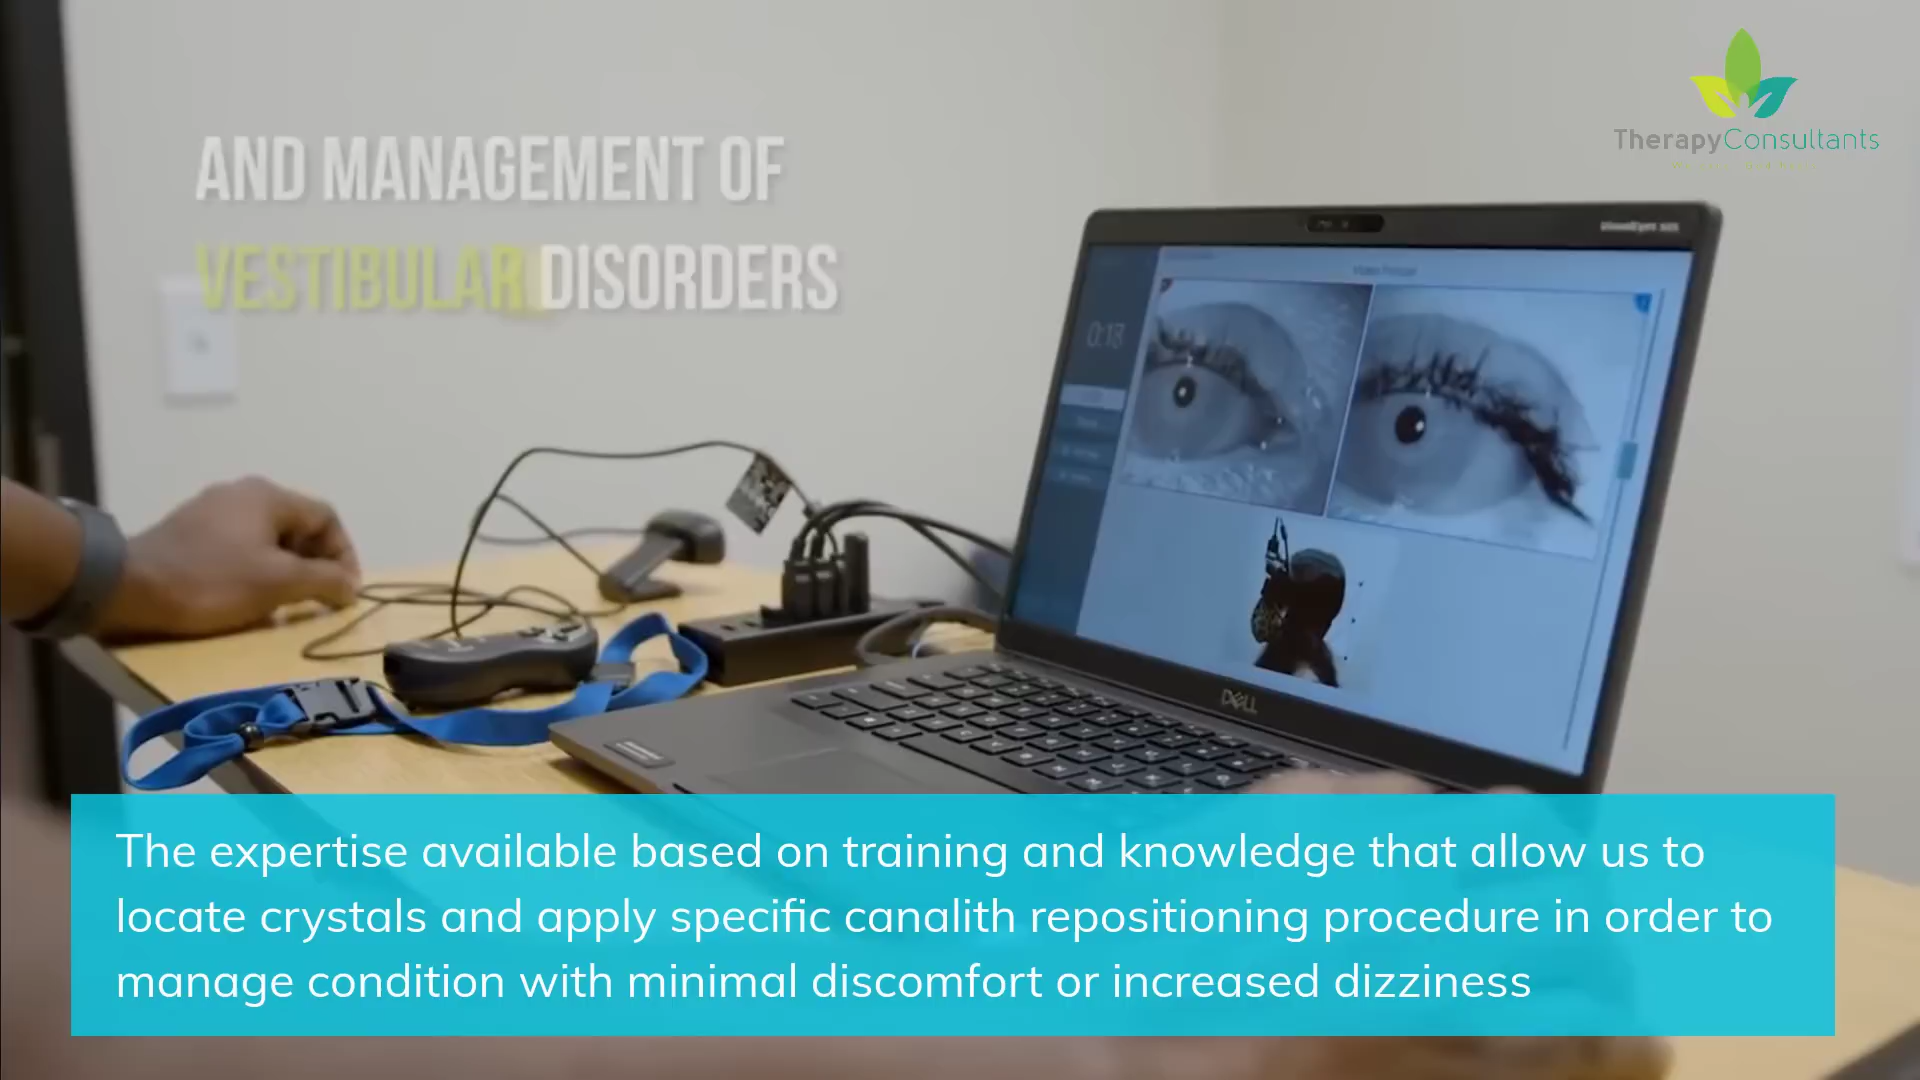 TherapyConsultants
AND MANAGEMENT OF
VESTIBULAR DISORDERS
0:13
DELL
The expertise available based on training and knowledge that allow us to
locate crystals and apply specific canalith repositioning procedure in order to
manage condition with minimal discomfort or increased dizziness